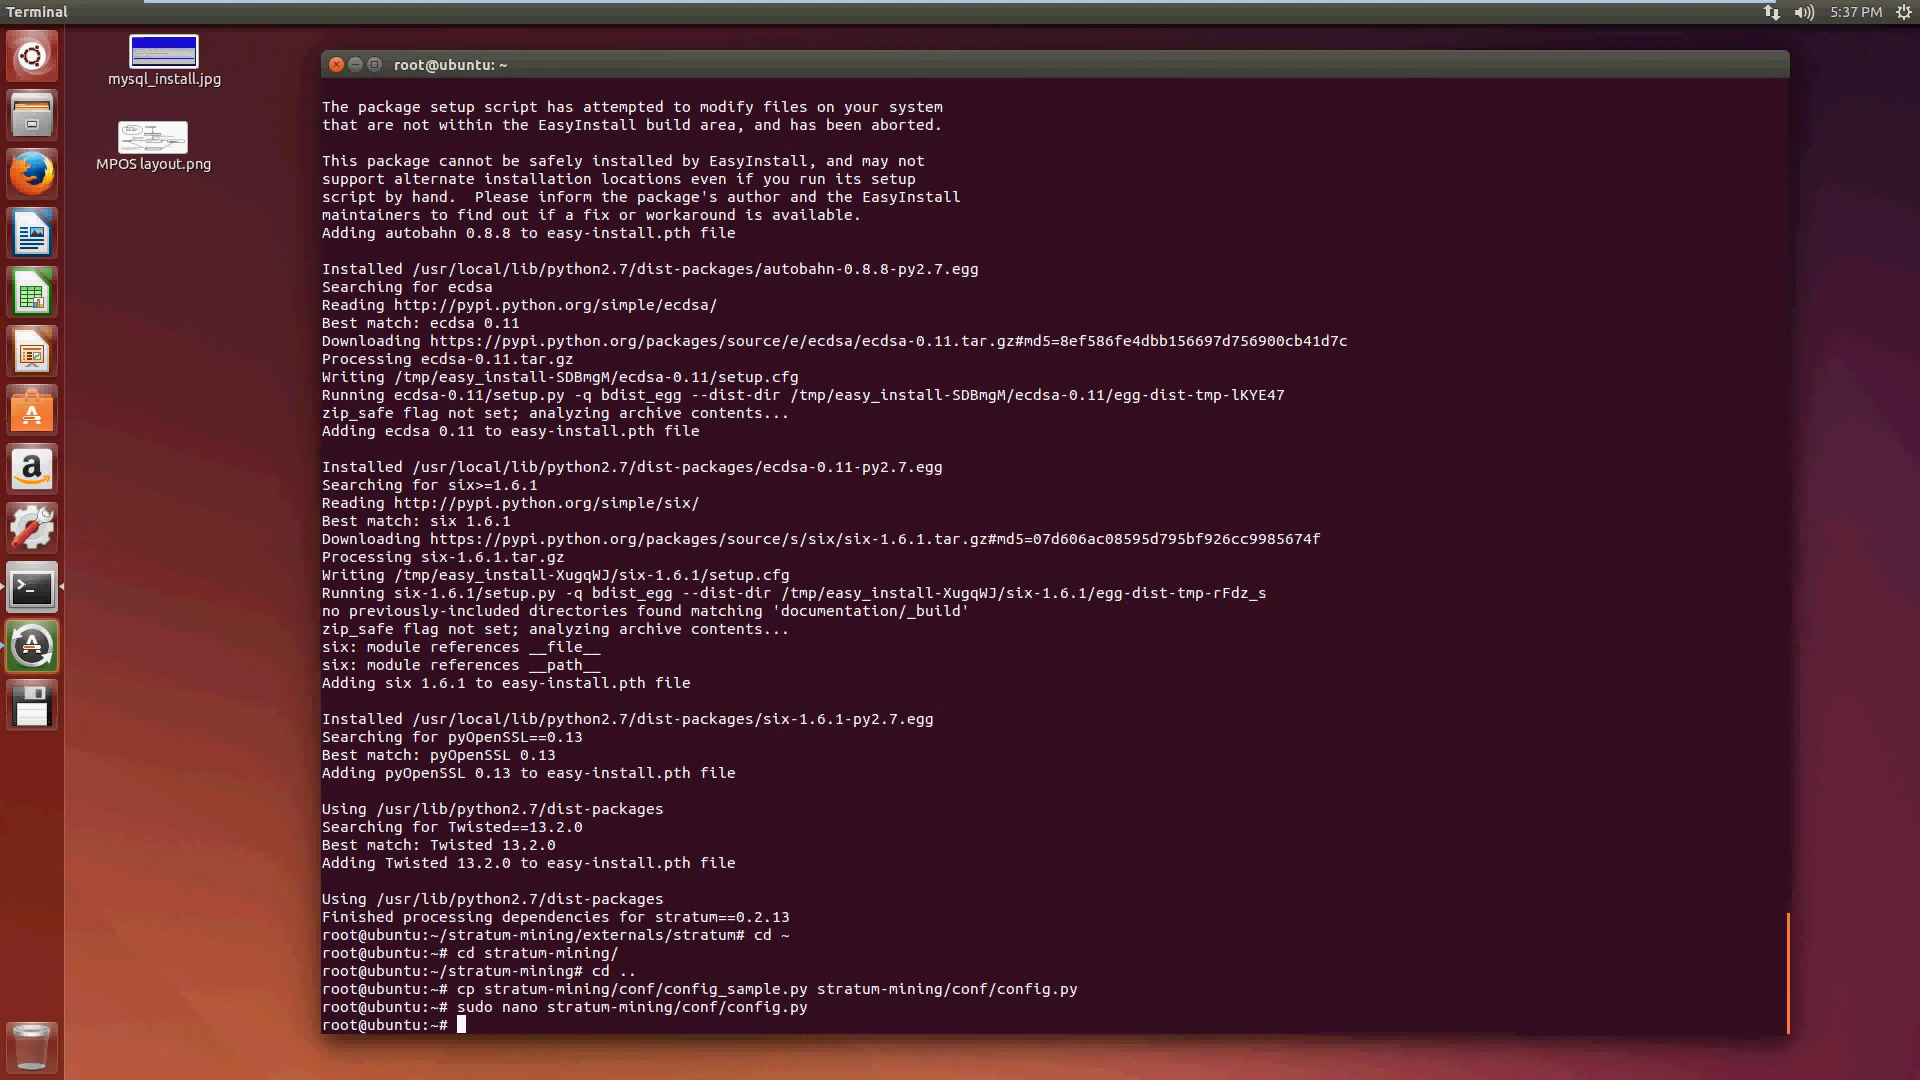 Terminal
5:37 PM
mysql_install.jpg
MPOS layout.png
root@ubuntu: ~
The package setup script has attempted to modify files on your system
that are not within the EasyInstall build area, and has been aborted.
This package cannot be safely installed by EasyInstall, and may not
support alternate installation locations even if you run its setup
script by hand.  Please inform the package's author and the EasyInstall
maintainers to find out if a fix or workaround is available.
Adding autobahn 0.8.8 to easy-install.pth file
Installed /usr/local/lib/python2.7/dist-packages/autobahn-0.8.8-py2.7.egg
Searching for ecdsa
Reading http://pypi.python.org/simple/ecdsa/
Best match: ecdsa 0.11
Downloading https://pypi.python.org/packages/source/e/ecdsa/ecdsa-0.11.tar.gz#md5=8ef586fe4dbb156697d756900cb41d7c
Processing ecdsa-0.11.tar.gz
Writing /tmp/easy_install-SDBmgM/ecdsa-0.11/setup.cfg
Running ecdsa-0.11/setup.py -q bdist_egg --dist-dir /tmp/easy_install-SDBmgM/ecdsa-0.11/egg-dist-tmp-lKYE47
zip_safe flag not set; analyzing archive contents...
Adding ecdsa 0.11 to easy-install.pth file
Installed /usr/local/lib/python2.7/dist-packages/ecdsa-0.11-py2.7.egg
Searching for six>=1.6.1
Reading http://pypi.python.org/simple/six/
Best match: six 1.6.1
Downloading https://pypi.python.org/packages/source/s/six/six-1.6.1.tar.gz#md5=07d606ac08595d795bf926cc9985674f
Processing six-1.6.1.tar.gz
Writing /tmp/easy_install-XugqWJ/six-1.6.1/setup.cfg
Running six-1.6.1/setup.py -q bdist_egg --dist-dir /tmp/easy_install-XugqWJ/six-1.6.1/egg-dist-tmp-rFdz_s
no previously-included directories found matching 'documentation/_build'
zip_safe flag not set; analyzing archive contents...
six: module references __file__
six: module references __path__
Adding six 1.6.1 to easy-install.pth file
Installed /usr/local/lib/python2.7/dist-packages/six-1.6.1-py2.7.egg
Searching for pyOpenSSL==0.13
Best match: pyOpenSSL 0.13
Adding pyOpenSSL 0.13 to easy-install.pth file
Using /usr/lib/python2.7/dist-packages
Searching for Twisted==13.2.0
Best match: Twisted 13.2.0
Adding Twisted 13.2.0 to easy-install.pth file
Using /usr/lib/python2.7/dist-packages
Finished processing dependencies for stratum==0.2.13
root@ubuntu:~/stratum-mining/externals/stratum# cd ~
root@ubuntu:~# cd stratum-mining/
root@ubuntu:~/stratum-mining# cd ..
root@ubuntu:~# cp stratum-mining/conf/config_sample.py stratum-mining/conf/config.py
root@ubuntu:~# sudo nano stratum-mining/conf/config.py
root@ubuntu:~#